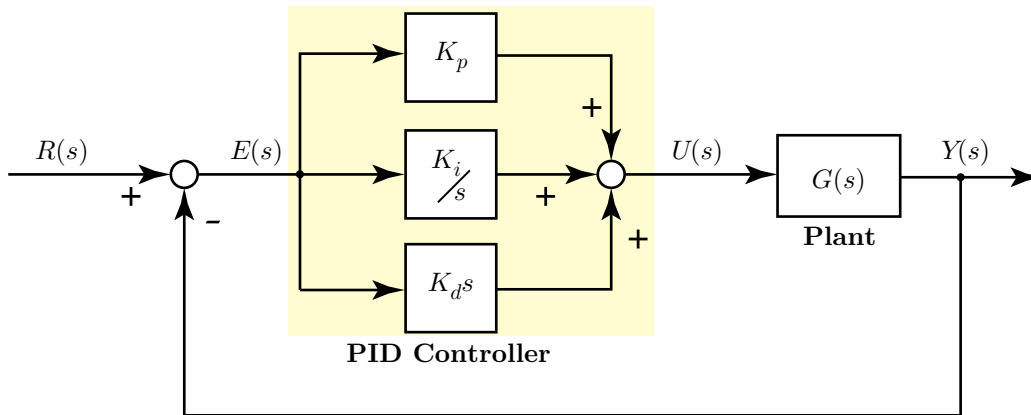 K_p
R(s)
+
-
E(s)
K_i/s
K_d s
+
+
+
U(s)
G(s)
Plant
Y(s)
PID Controller